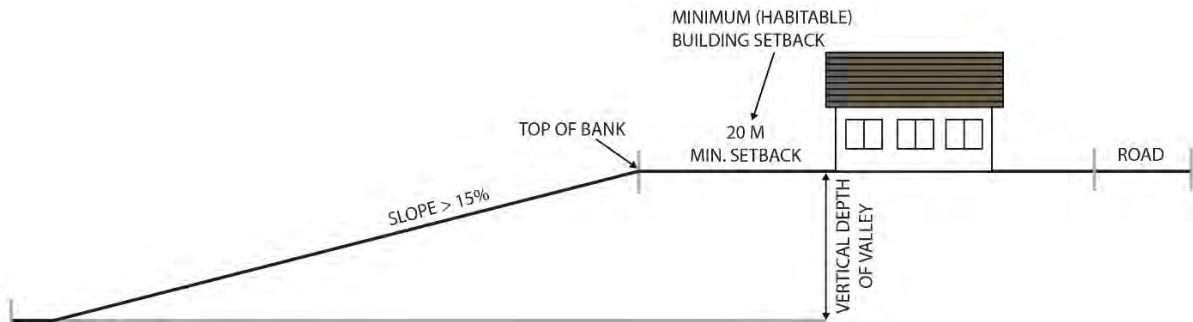 MINIMUM (HABITABLE)
BUILDING SETBACK
TOP OF BANK
20 M
MIN. SETBACK
ROAD
SLOPE > 15%
VERTICAL DEPTH
OF VALLEY